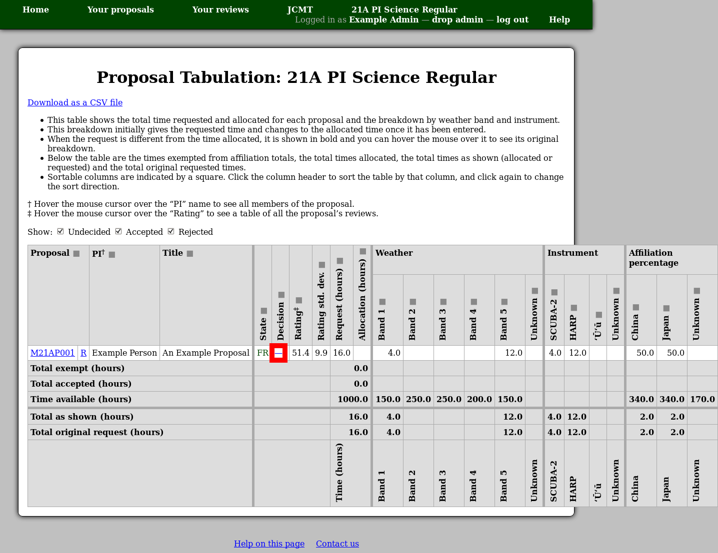 Home Your proposals Your reviews JCMT 21A PI Science Regular
Logged in as Example Admin — drop admin — log out Help
Proposal Tabulation: 21A PI Science Regular
Download as a CSV file
• This table shows the total time requested and allocated for each proposal and the breakdown by weather band and instrument.
• This breakdown initially gives the requested time and changes to the allocated time once it has been entered.
• When the request is different from the time allocated, it is shown in bold and you can hover the mouse over it to see its original
breakdown.
• Below the table are the times exempted from affiliation totals, the total times allocated, the total times as shown (allocated or
requested) and the total original requested times.
• Sortable columns are indicated by a square. Click the column header to sort the table by that column, and click again to change
the sort direction.
† Hover the mouse cursor over the “PI” name to see all members of the proposal.
‡ Hover the mouse cursor over the “Rating” to see a table of all the proposal’s reviews.
Show: Undecided Accepted Rejected
Proposal PI† Title State Decision Rating‡ Rating std. dev. Request (hours) Allocation (hours) Weather Instrument Affiliation
percentage
Band 1 Band 2 Band 3 Band 4 Band 5 Unknown SCUBA-2 HARP ʻŪʻū Unknown China Japan Unknown
M21AP001 R Example Person An Example Proposal FR — 51.4 9.9 16.0 4.0 12.0 4.0 12.0 50.0 50.0
Total exempt (hours) 0.0
Total accepted (hours) 0.0
Time available (hours) 1000.0 150.0 250.0 250.0 200.0 150.0 340.0 340.0 170.0
Total as shown (hours) 16.0 4.0 12.0 4.0 12.0 2.0 2.0
Total original request (hours) 16.0 4.0 12.0 4.0 12.0 2.0 2.0
Time (hours) Band 1 Band 2 Band 3 Band 4 Band 5 Unknown SCUBA-2 HARP ʻŪʻū Unknown China Japan Unknown
Help on this page Contact us